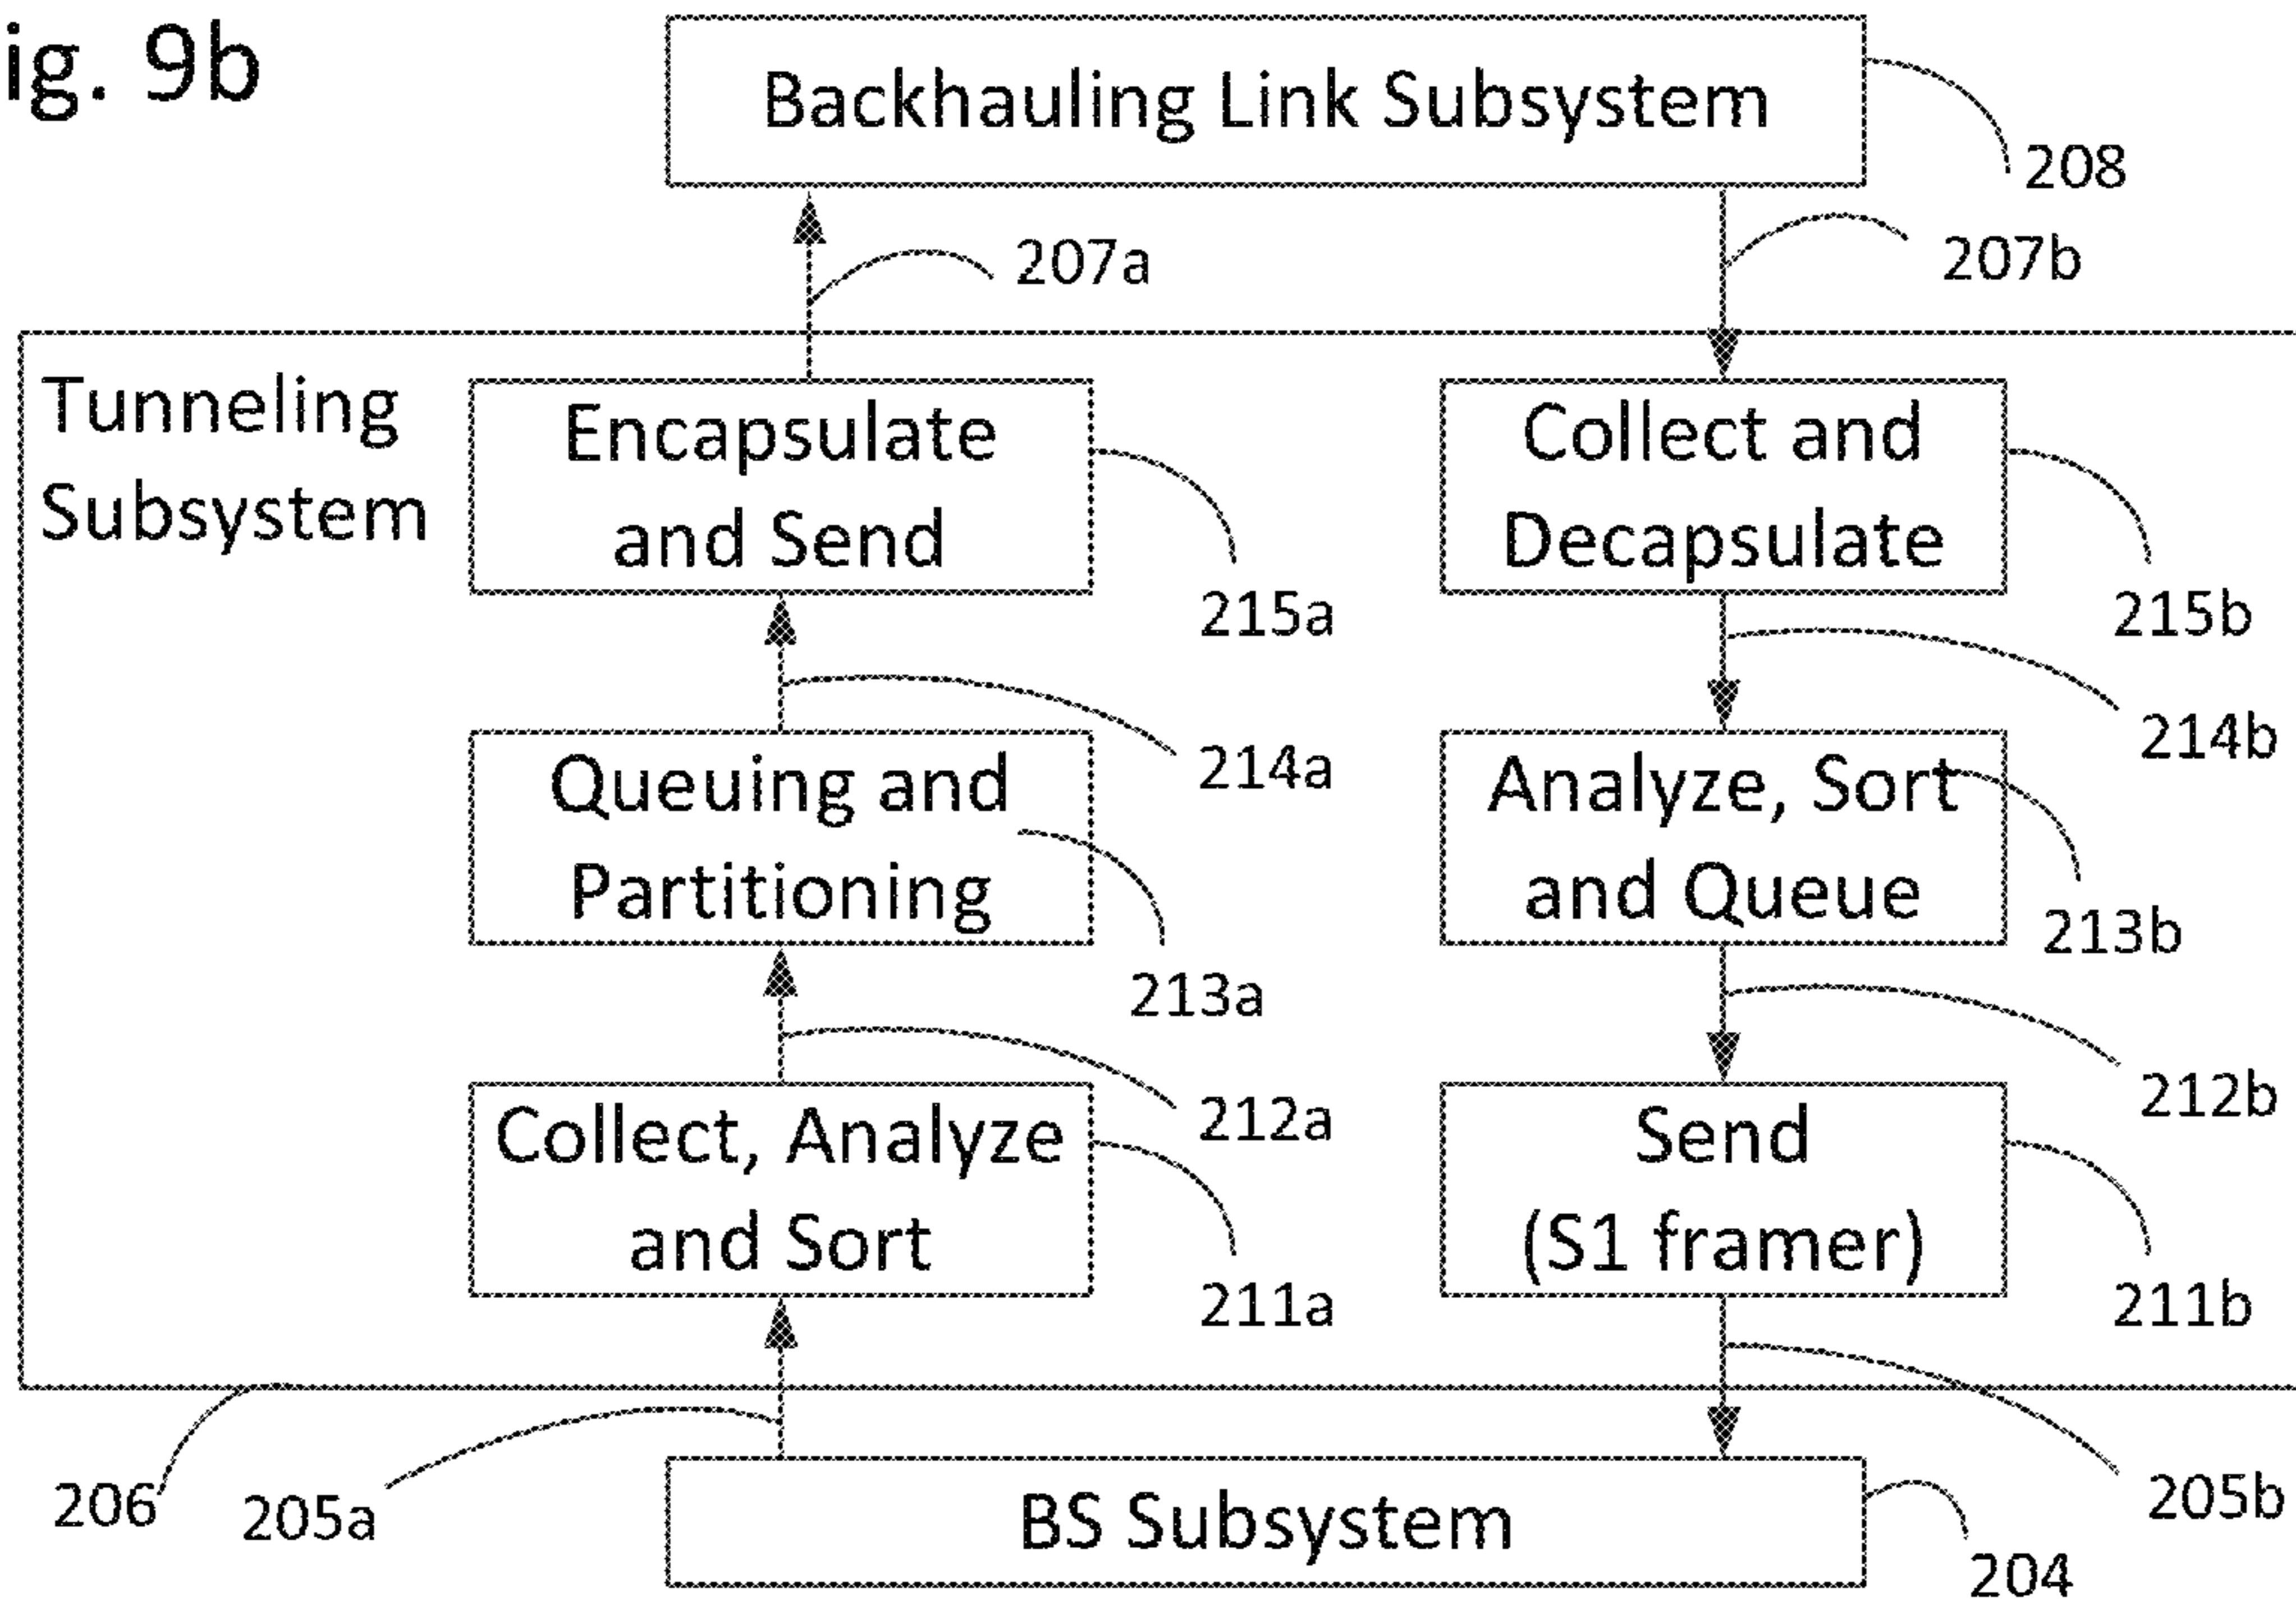 ig. 9b
Backhauling Link Subsystem
208
207a
207b
Tunneling
Subsystem
Encapsulate
and Send
215a
Collect and
Decapsulate
215b
214a
214b
Queuing and
Partitioning
213a
Analyze, Sort
and Queue
213b
212a
212b
Collect, Analyze
and Sort
211a
Send
(S1 framer)
211b
206
205a
205b
BS Subsystem
204